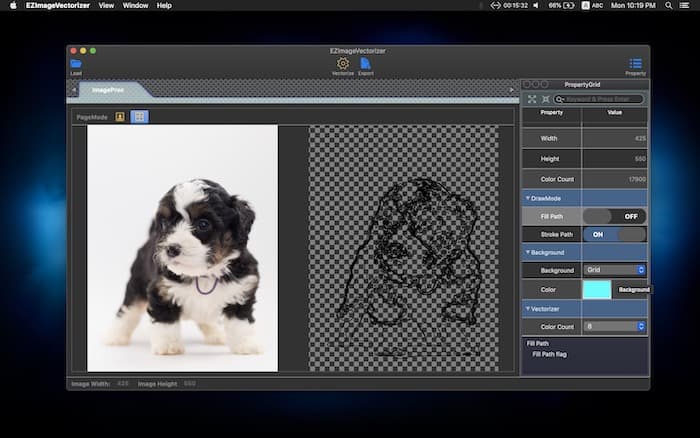 EZImageVectorizer View Window Help 00:15:32 66% A ABC Mon 10:19 PM
EZImageVectorizer
Load Vectorize Export Property
ImageProc
PageMode
PropertyGrid
Keyword & Press Enter
Property Value
Width 425
Height 550
Color Count 17900
DrawMode
Fill Path OFF
Stroke Path ON
Background
Background Grid
Color Background
Vectorizer
Color Count 8
Fill Path
Fill Path flag
Image Width: 425 Image Height 550